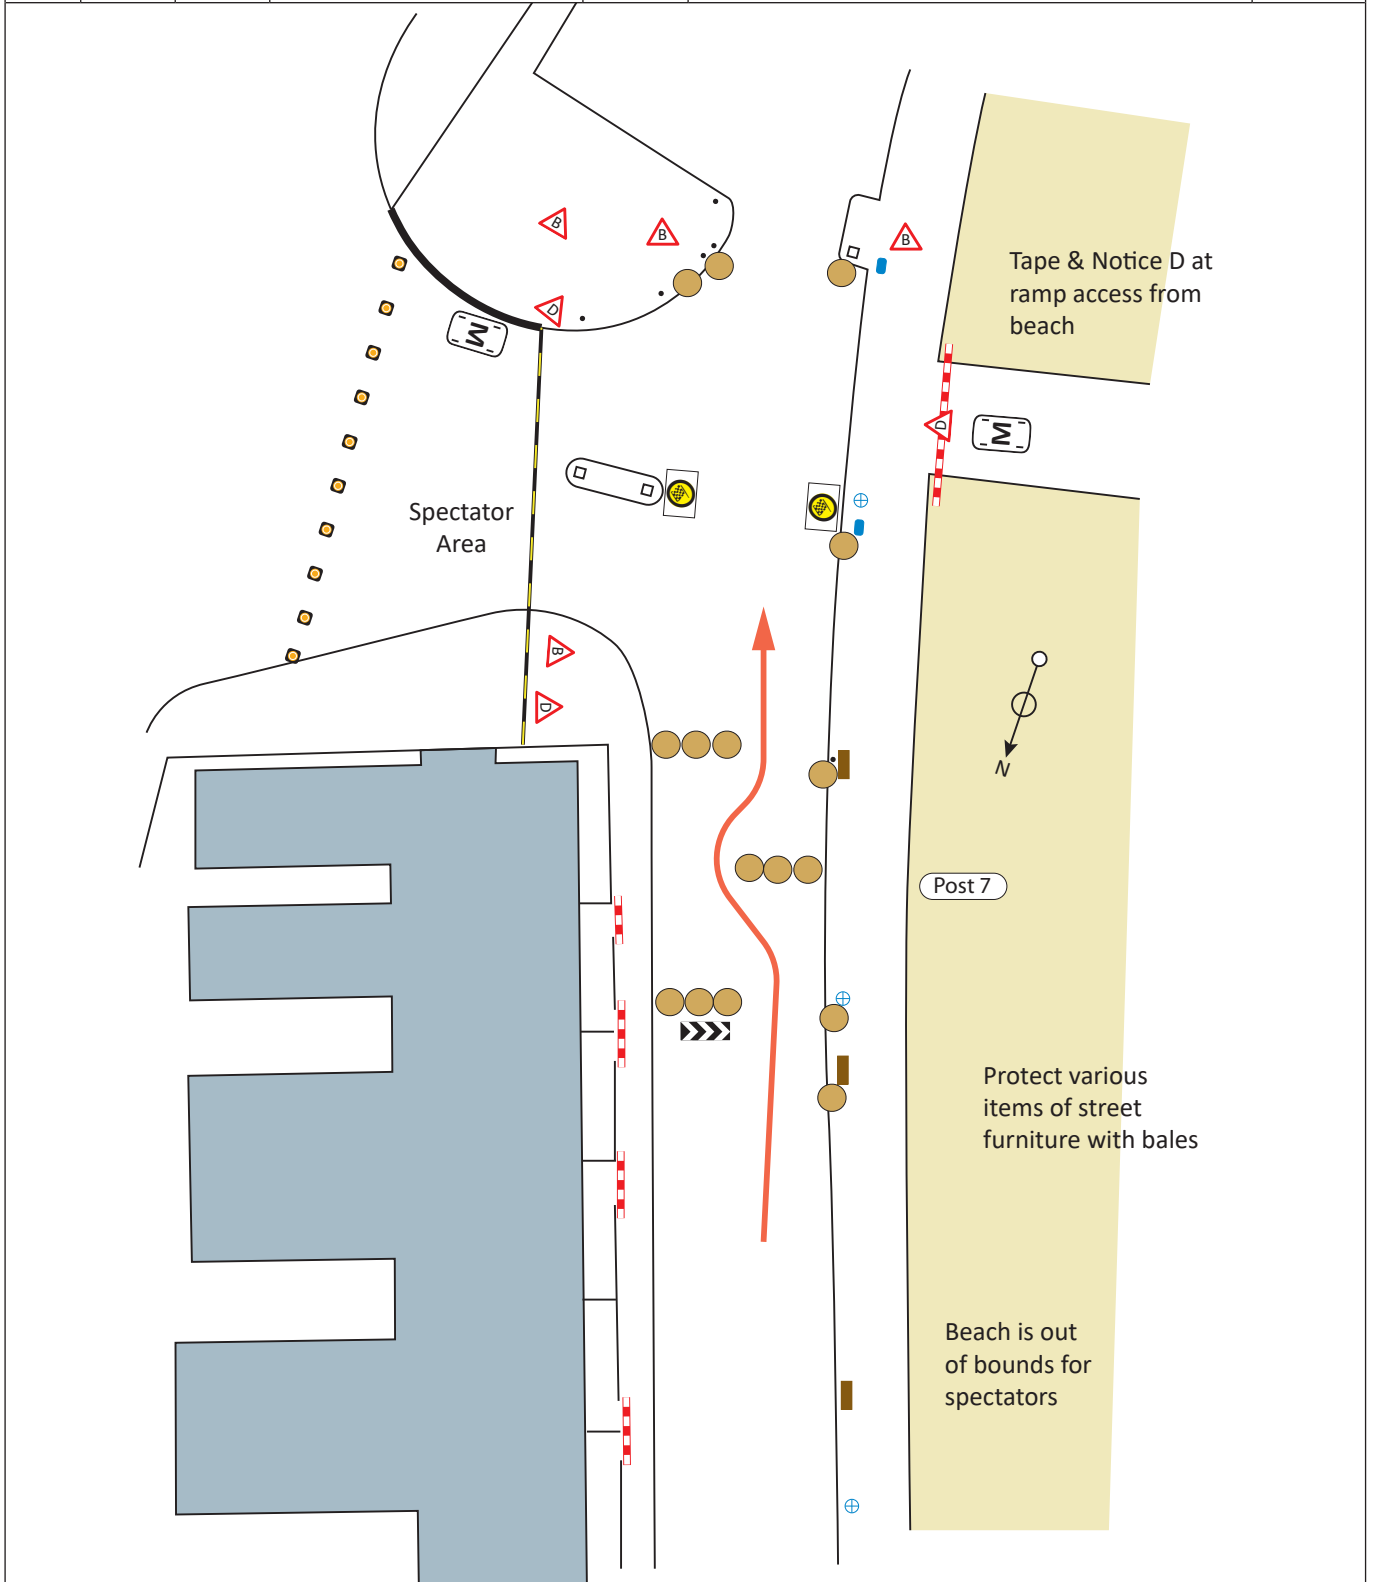 B
B
B
Tape & Notice D at
ramp access from
beach
D
M
D
M
Spectator
Area
B
D
N
Post 7
Protect various
items of street
furniture with bales
Beach is out
of bounds for
spectators